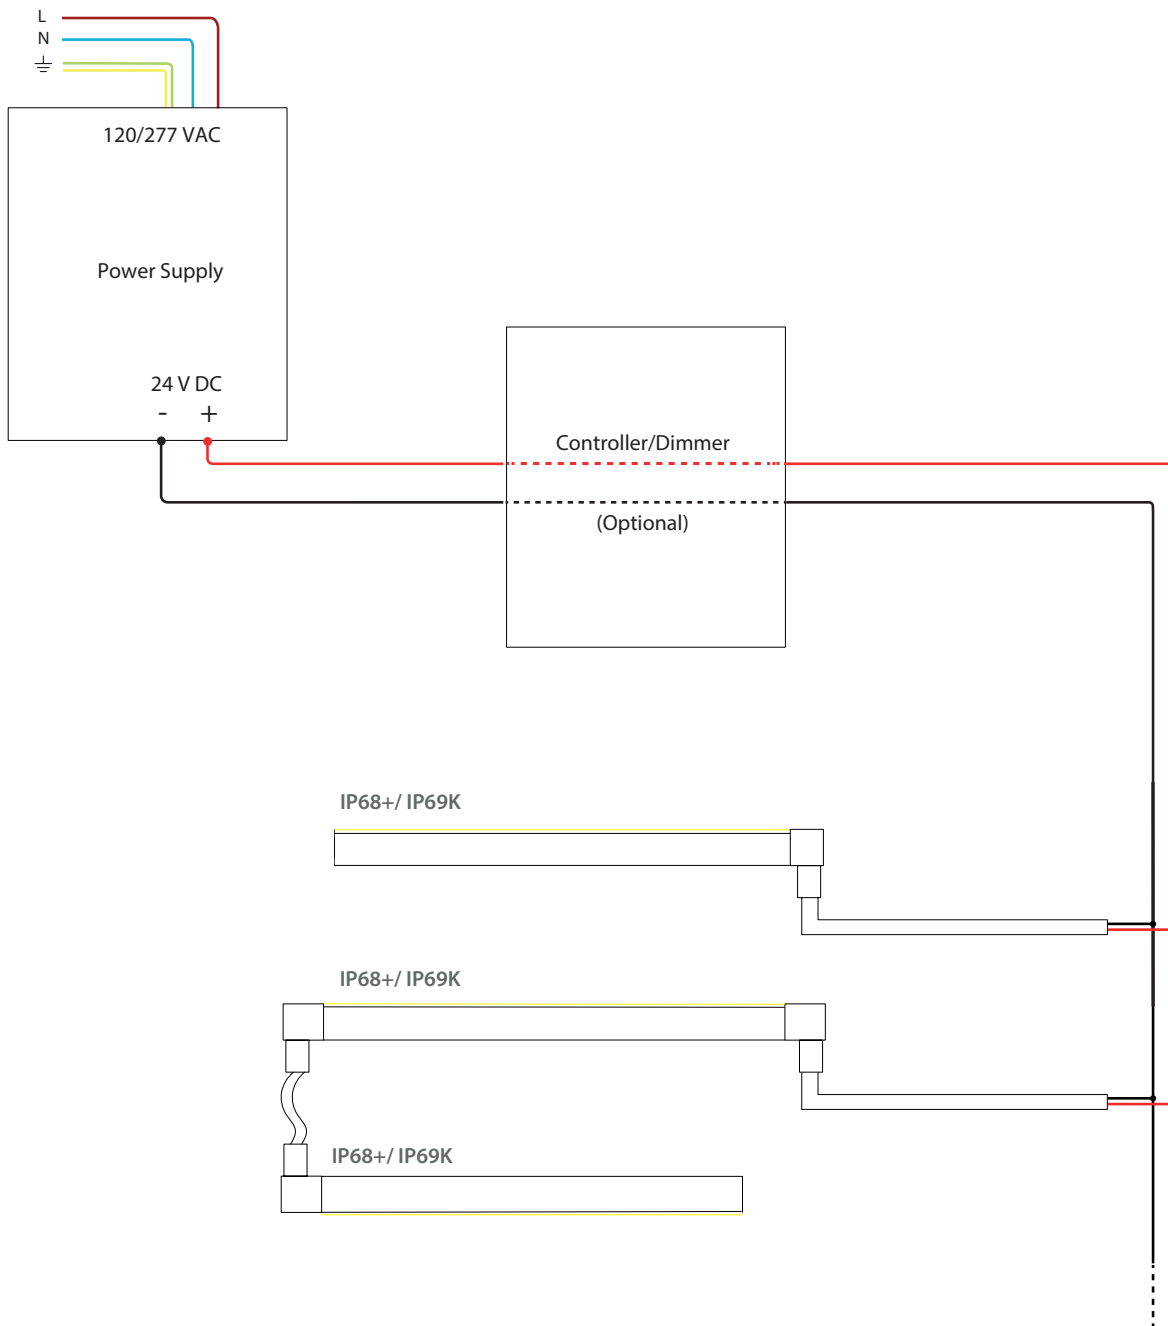 L
N
120/277 VAC
Power Supply
24 V DC
- +
Controller/Dimmer
(Optional)
IP68+/ IP69K
IP68+/ IP69K
IP68+/ IP69K